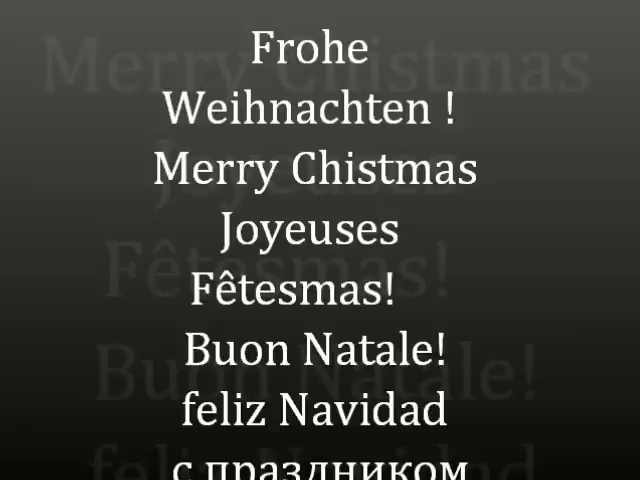 Frohe
Weihnachten !
Merry Chistmas
Joyeuses
Fêtesmas!
Buon Natale!
feliz Navidad
с праздником